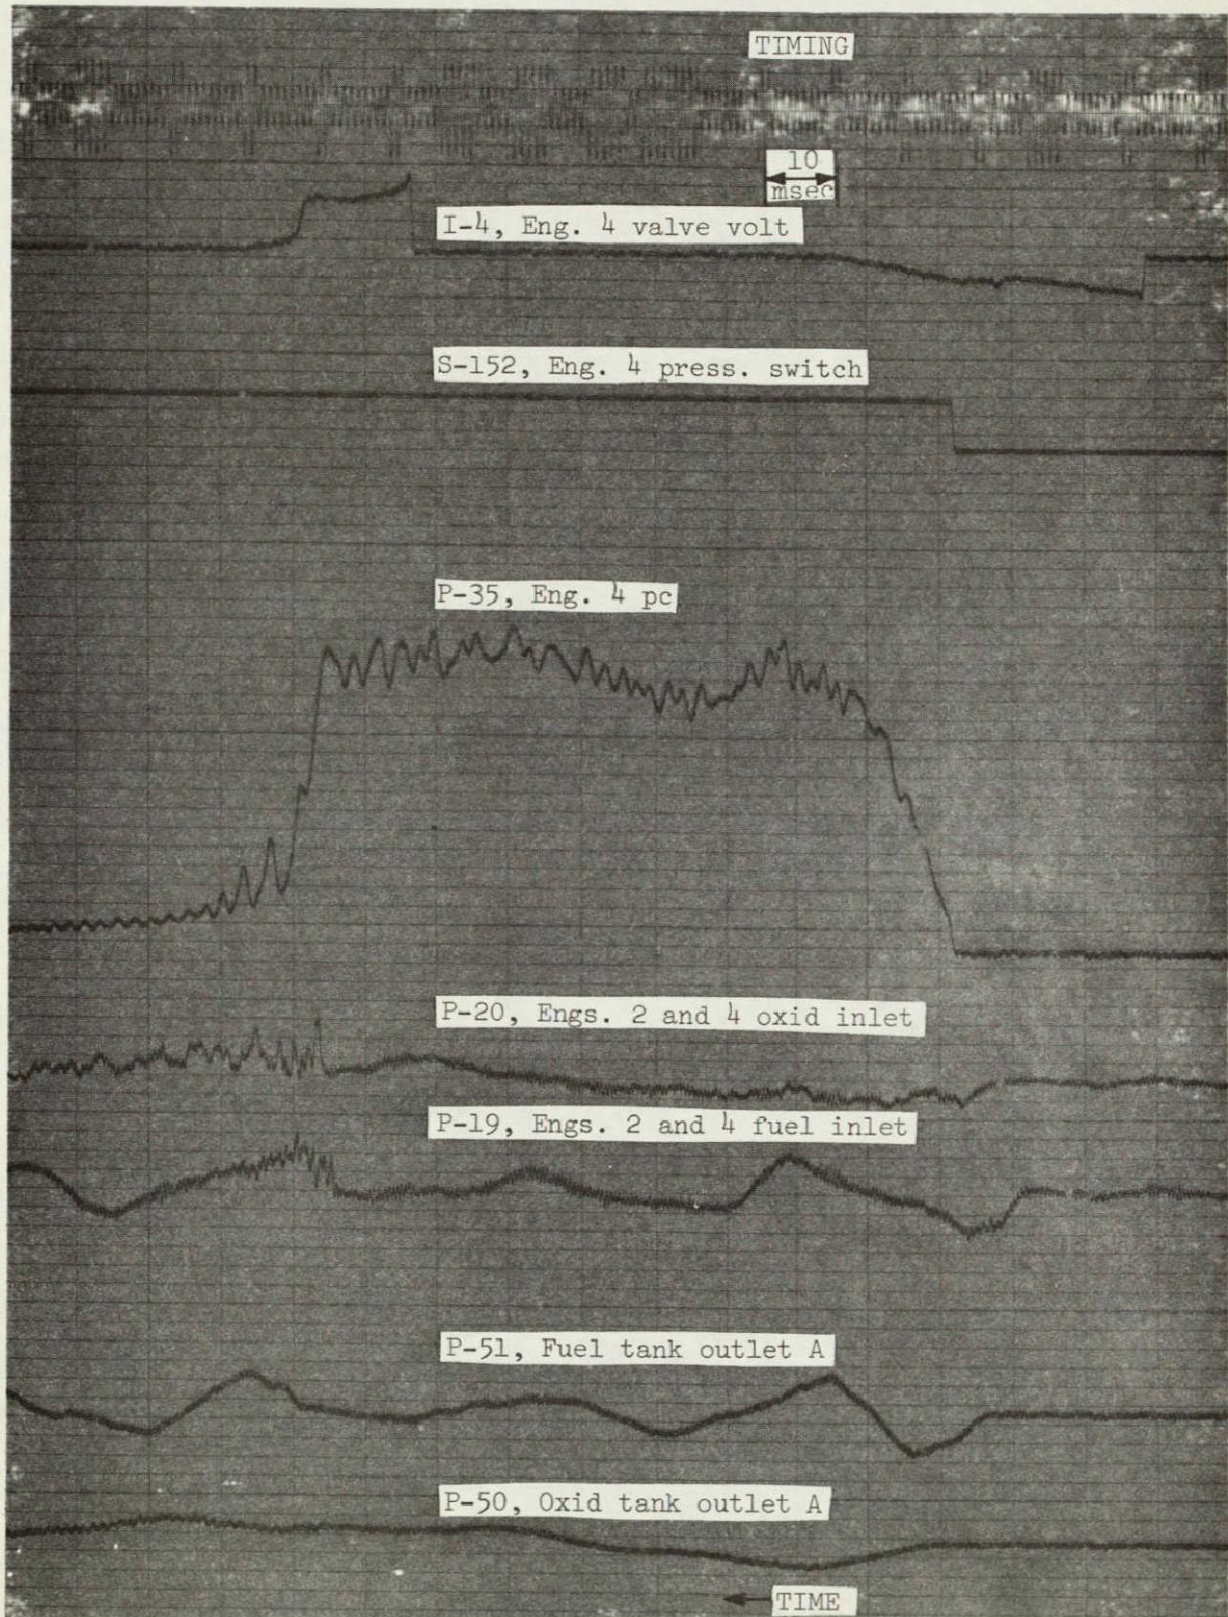 TIMING
10
msec
I-4, Eng. 4 valve volt
S-152, Eng. 4 press. switch
P-35, Eng. 4 pc
P-20, Engs. 2 and 4 oxid inlet
P-19, Engs. 2 and 4 fuel inlet
P-51, Fuel tank outlet A
P-50, Oxid tank outlet A
TIME